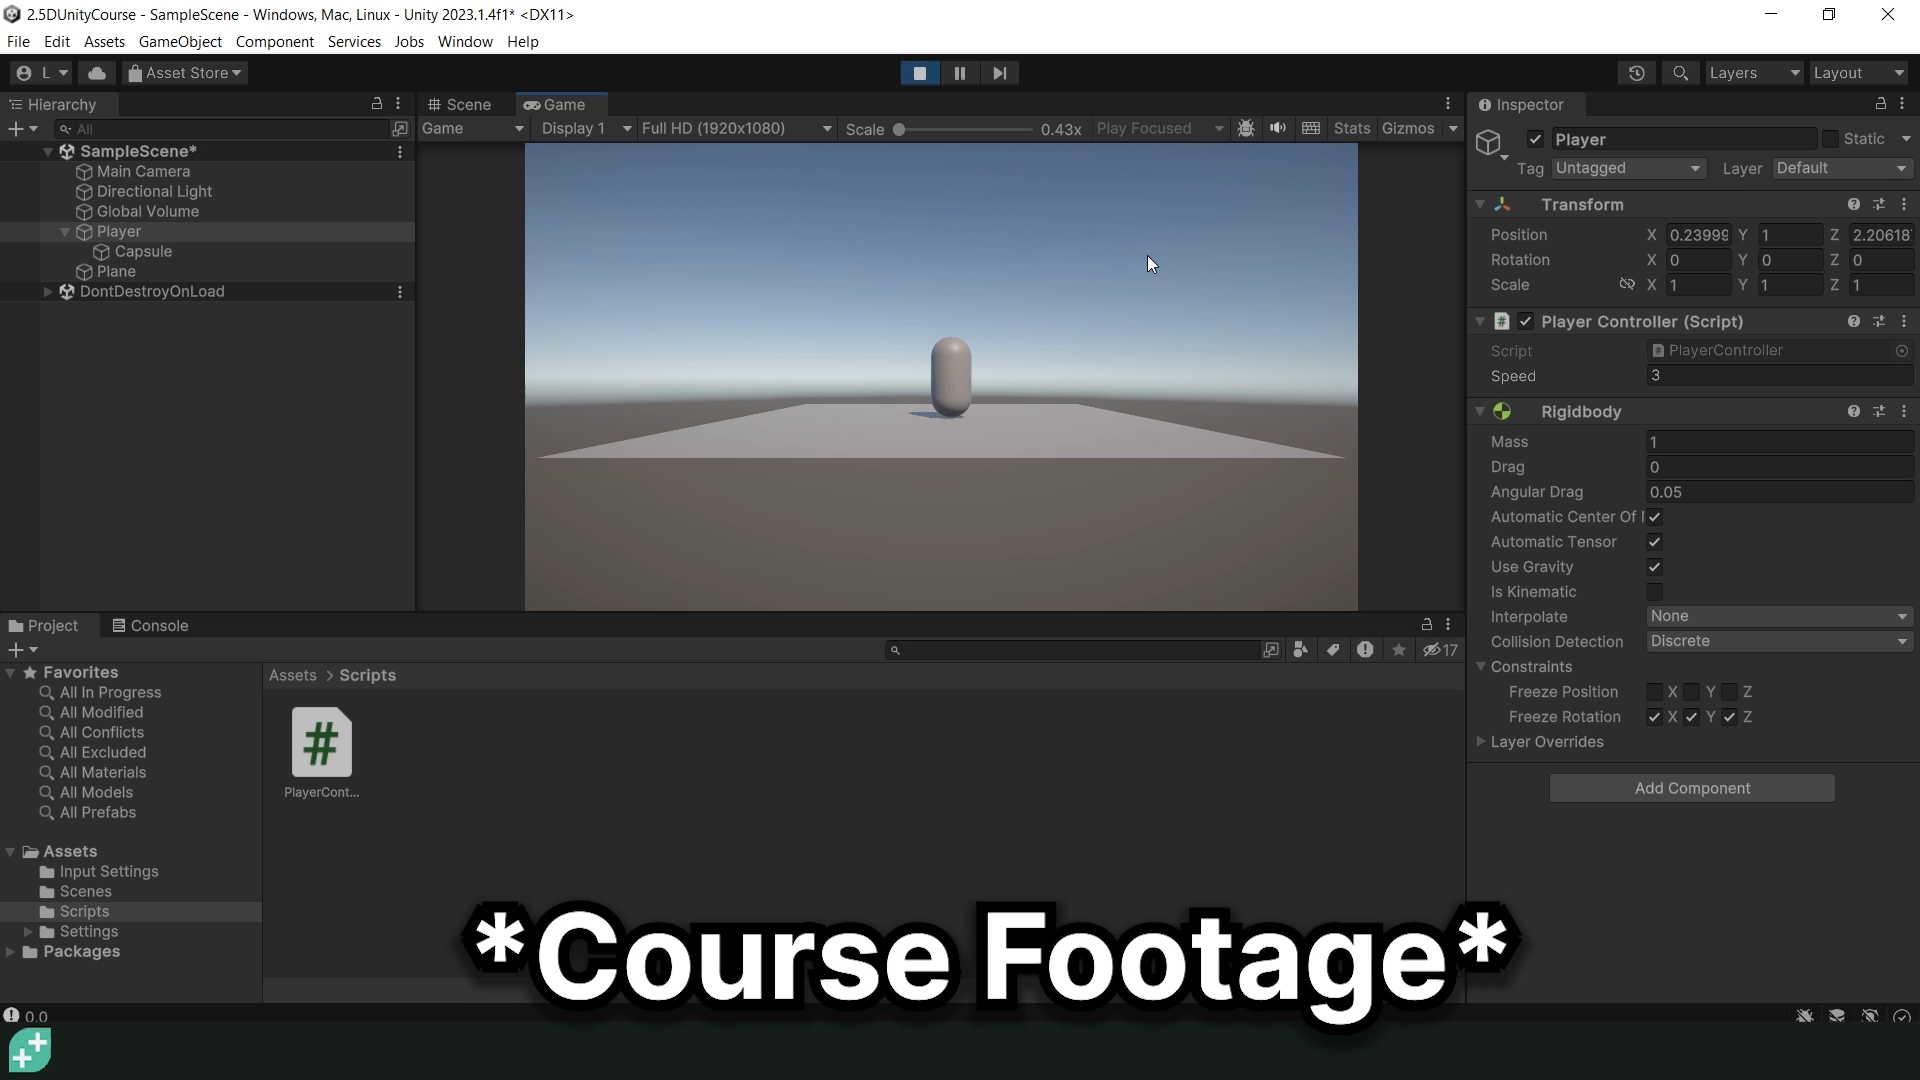 2.5DUnityCourse - SampleScene - Windows, Mac, Linux - Unity 2023.1.4f1* <DX11>
File Edit Assets GameObject Component Services Jobs Window Help
L Asset Store Layers Layout
Hierarchy
All
SampleScene*
Main Camera
Directional Light
Global Volume
Player
Capsule
Plane
DontDestroyOnLoad
Scene Game
Game Display 1 Full HD (1920x1080) Scale 0.43x Play Focused Stats Gizmos
Inspector
Player Static
Tag Untagged Layer Default
Transform
Position X 0.23999 Y 1 Z 2.20618
Rotation X 0 Y 0 Z 0
Scale X 1 Y 1 Z 1
# Player Controller (Script)
Script PlayerController
Speed 3
Rigidbody
Mass 1
Drag 0
Angular Drag 0.05
Automatic Center Of
Automatic Tensor
Use Gravity
Is Kinematic
Interpolate None
Collision Detection Discrete
Constraints
Freeze Position X Y Z
Freeze Rotation X Y Z
Layer Overrides
Add Component
Project Console
17
Favorites
All In Progress
All Modified
All Conflicts
All Excluded
All Materials
All Models
All Prefabs
Assets
Input Settings
Scenes
Scripts
Settings
Packages
Assets > Scripts
#
PlayerCont...
*Course Footage*
0.0